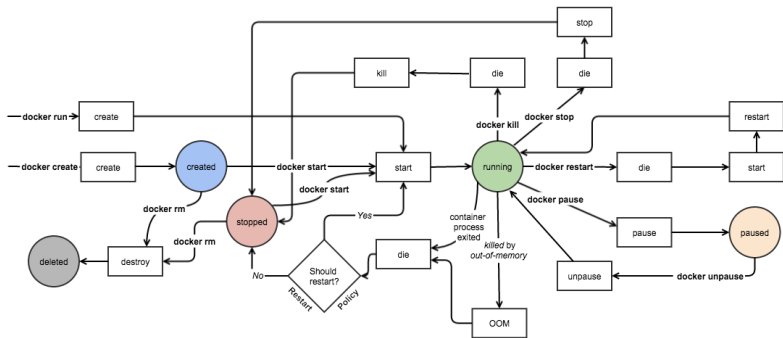 stop
kill
die
die
docker run
create
docker kill
docker stop
restart
docker create
create
created
docker start
start
running
docker restart
die
start
docker start
docker pause
docker rm
stopped
Yes
container
process
exited
docker rm
killed by
out-of-memory
pause
paused
deleted
destroy
No
Should
restart?
Restart
Policy
die
unpause
docker unpause
OOM